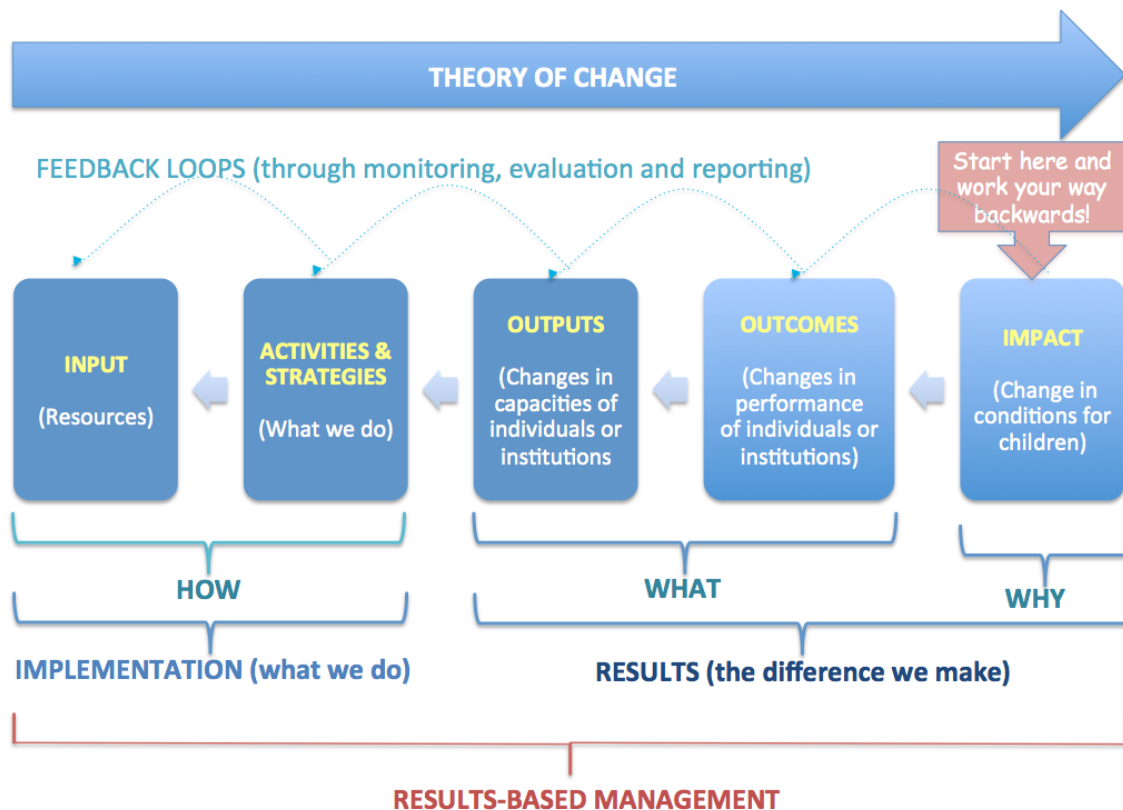 THEORY OF CHANGE
FEEDBACK LOOPS (through monitoring, evaluation and reporting)
Start here and
work your way
backwards!
INPUT
(Resources)
ACTIVITIES &
STRATEGIES
(What we do)
OUTPUTS
(Changes in
capacities of
individuals or
institutions
OUTCOMES
(Changes in
performance
of individuals or
institutions)
IMPACT
(Change in
conditions for
children)
HOW
WHAT
WHY
IMPLEMENTATION (what we do)
RESULTS (the difference we make)
RESULTS-BASED MANAGEMENT